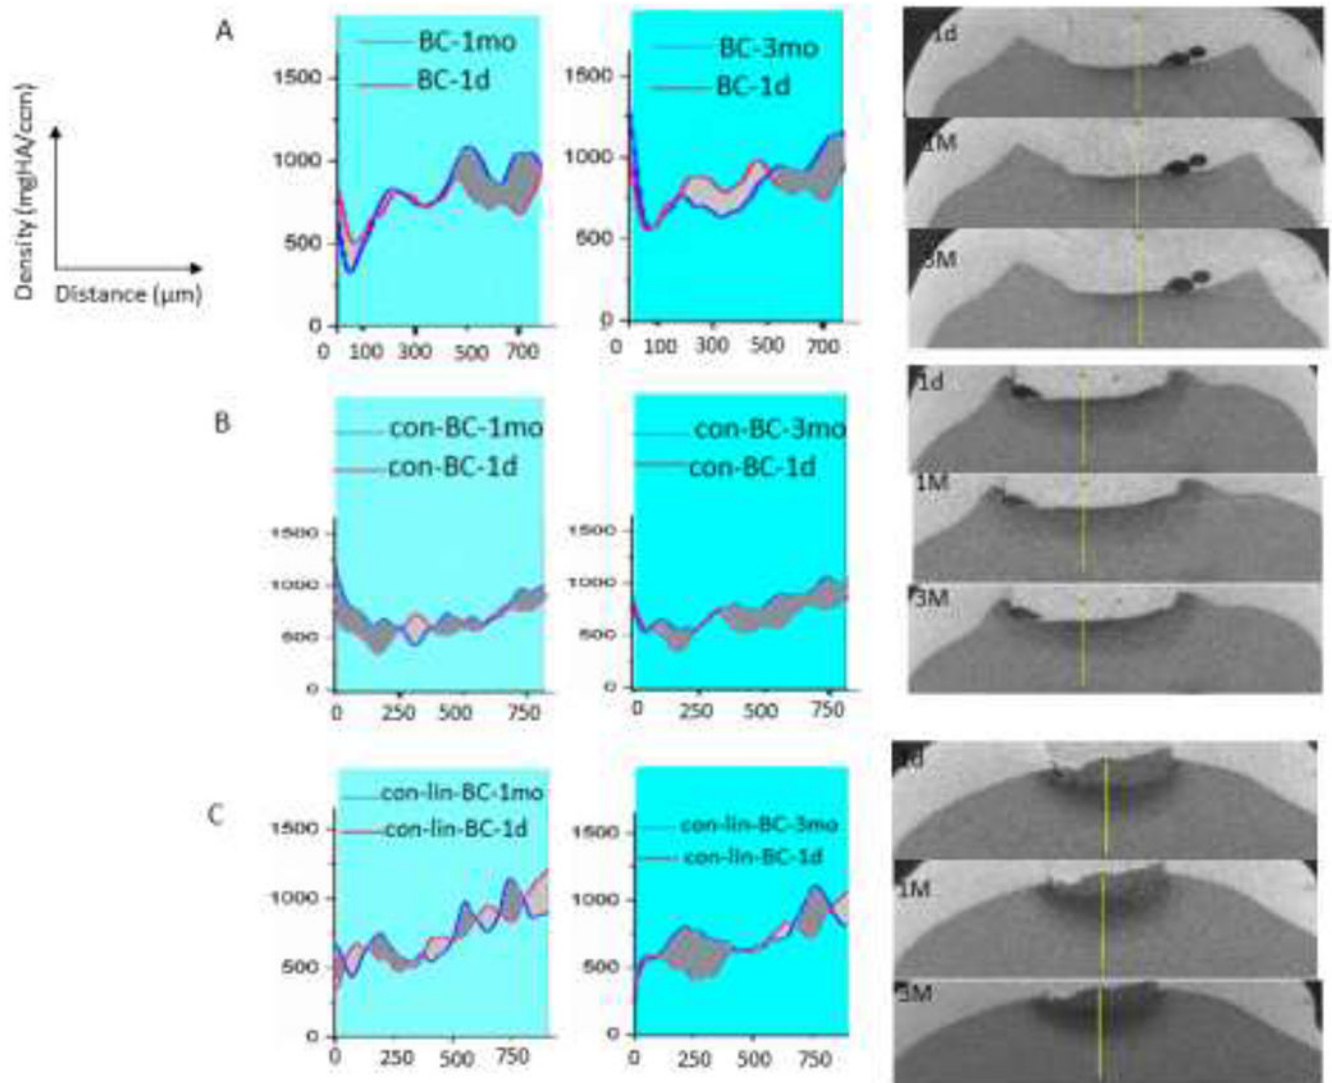 A
Density (mgHA/ccm)
Distance (µm)
BC-1mo
BC-1d
1500
1000
500
0
0 100 300 500 700
BC-3mo
BC-1d
1500
1000
500
0
0 100 300 500 700
1d
1M
3M
B
con-BC-1mo
con-BC-1d
1500
1000
500
0
0 250 500 750
con-BC-3mo
con-BC-1d
1500
1000
500
0
0 250 500 750
1d
1M
3M
C
con-lin-BC-1mo
con-lin-BC-1d
1500
1000
500
0
0 250 500 750
con-lin-BC-3mo
con-lin-BC-1d
1500
1000
500
0
0 250 500 750
1d
1M
3M